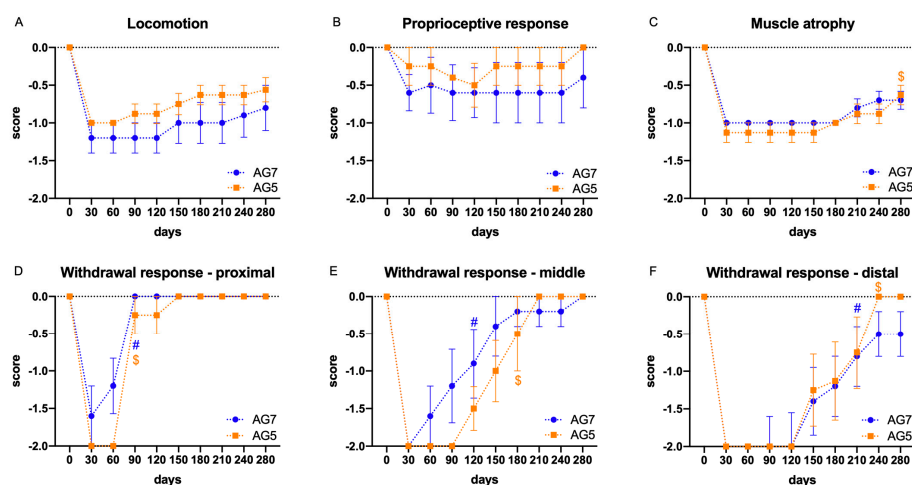 A Locomotion
0.0
-0.5
-1.0
-1.5
-2.0
score
AG7
AG5
0 30 60 90 120 150 180 210 240 280
days
B Proprioceptive response
0.0
-0.5
-1.0
-1.5
-2.0
score
AG7
AG5
0 30 60 90 120 150 180 210 240 280
days
C Muscle atrophy
0.0
-0.5
-1.0
-1.5
-2.0
score
$
AG7
AG5
0 30 60 90 120 150 180 210 240 280
days
D Withdrawal response - proximal
0.0
-0.5
-1.0
-1.5
-2.0
score
#
$
AG7
AG5
0 30 60 90 120 150 180 210 240 280
days
E Withdrawal response - middle
0.0
-0.5
-1.0
-1.5
-2.0
score
#
$
AG7
AG5
0 30 60 90 120 150 180 210 240 280
days
F Withdrawal response - distal
0.0
-0.5
-1.0
-1.5
-2.0
score
$
#
AG7
AG5
0 30 60 90 120 150 180 210 240 280
days